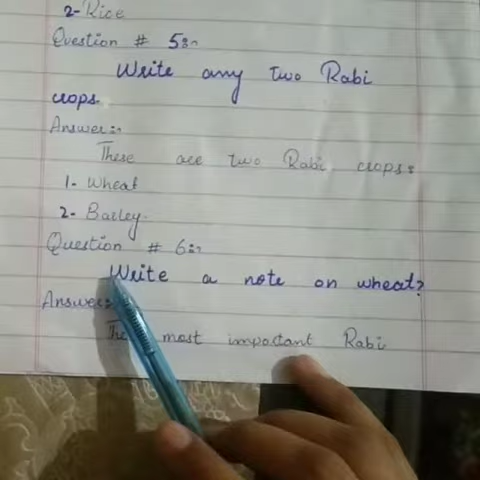 2- Rice
Question # 5:-
Write any two Rabi
crops.
Answer:-
These are two Rabi crops:
1- Wheat
2- Barley.
Question # 6:-
Write a note on wheat?
Answer:-
The most important Rabi